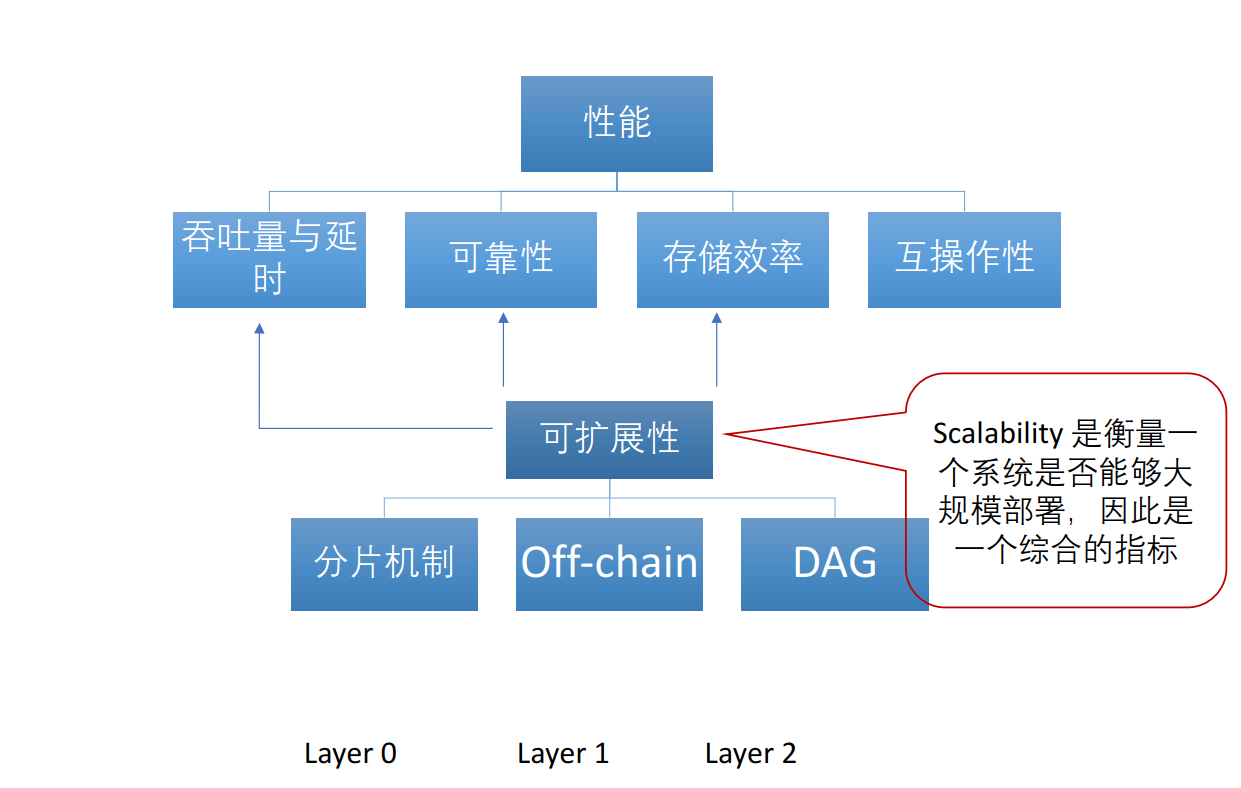 性能
吞吐量与延
时
可靠性
存储效率
互操作性
可扩展性
Scalability 是衡量一
个系统是否能够大
规模部署，因此是
一个综合的指标
分片机制
Off-chain
DAG
Layer 0
Layer 1
Layer 2